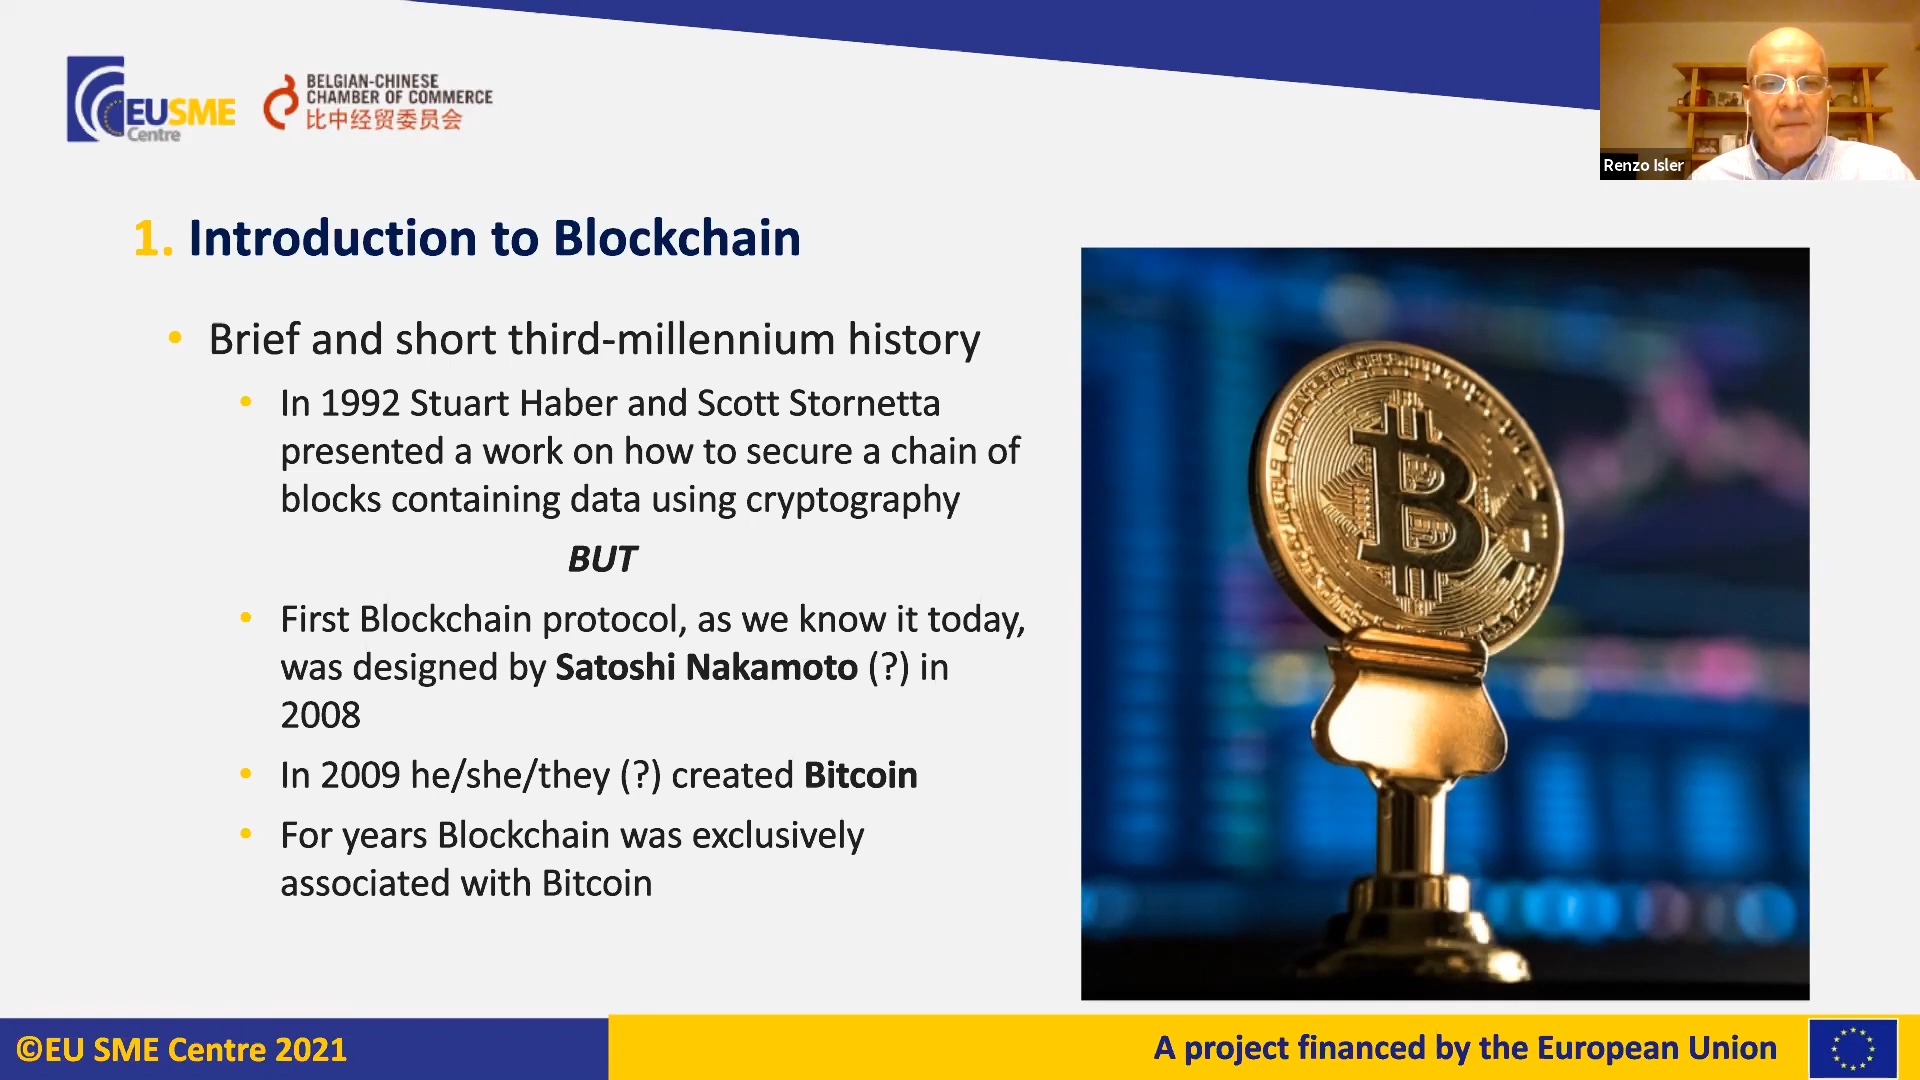 EUSME
Centre
BELGIAN-CHINESE
CHAMBER OF COMMERCE
比中经贸委员会
Renzo Isler
1. Introduction to Blockchain
• Brief and short third-millennium history
• In 1992 Stuart Haber and Scott Stornetta
presented a work on how to secure a chain of
blocks containing data using cryptography
BUT
• First Blockchain protocol, as we know it today,
was designed by Satoshi Nakamoto (?) in
2008
• In 2009 he/she/they (?) created Bitcoin
• For years Blockchain was exclusively
associated with Bitcoin
©EU SME Centre 2021
A project financed by the European Union